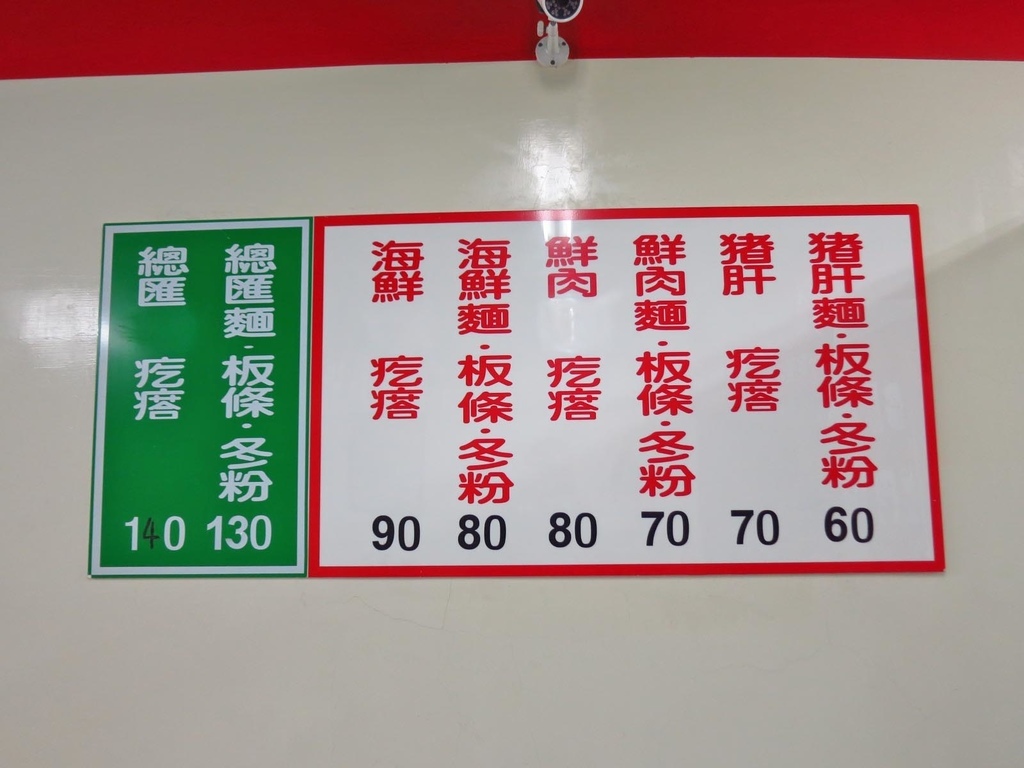 豬肝麵·板條·冬粉 60
豬肝 疙瘩 70
鮮肉麵·板條·冬粉 70
鮮肉 疙瘩 80
海鮮麵·板條·冬粉 80
海鮮 疙瘩 90
總匯麵·板條·冬粉 130
總匯 疙瘩 140